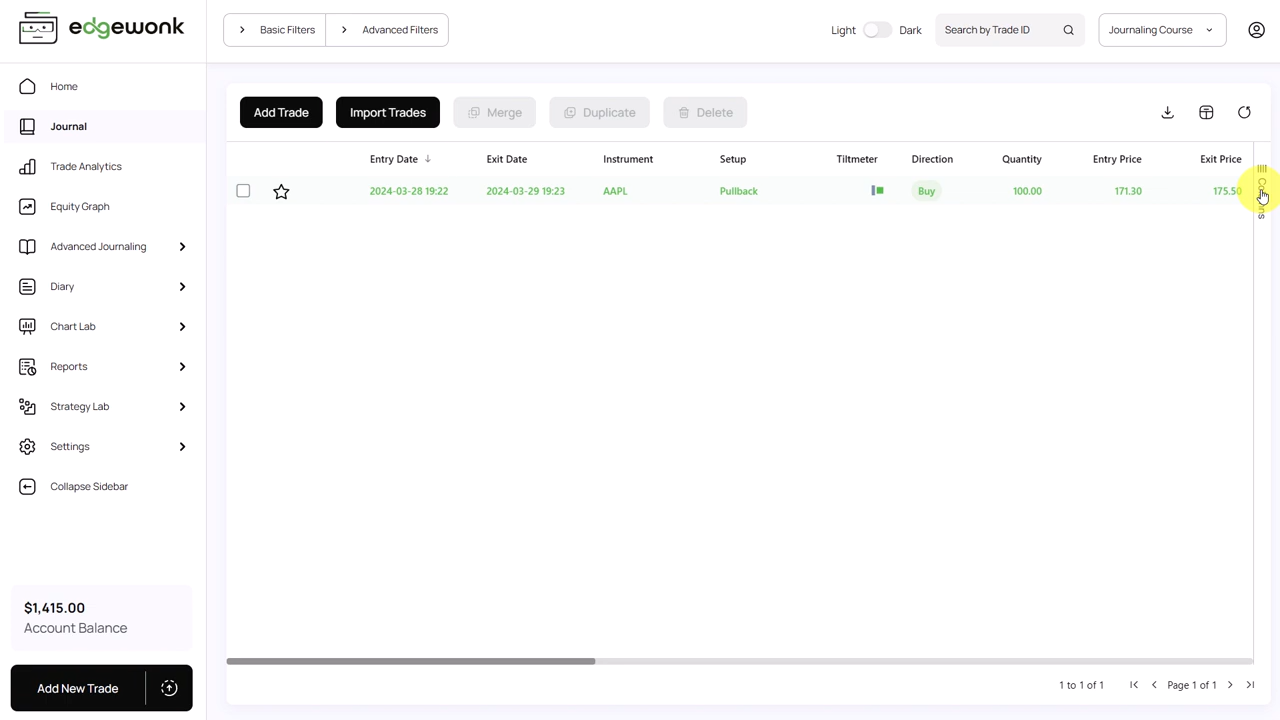 edgewonk
Basic Filters
Advanced Filters
Light
Dark
Search by Trade ID
Journaling Course
Home
Journal
Trade Analytics
Equity Graph
Advanced Journaling
Diary
Chart Lab
Reports
Strategy Lab
Settings
Collapse Sidebar
$1,415.00
Account Balance
Add New Trade
Add Trade
Import Trades
Merge
Duplicate
Delete
Entry Date Exit Date Instrument Setup Tiltmeter Direction Quantity Entry Price Exit Price
2024-03-28 19:22 2024-03-29 19:23 AAPL Pullback Buy 100.00 171.30 175.50
1 to 1 of 1 Page 1 of 1